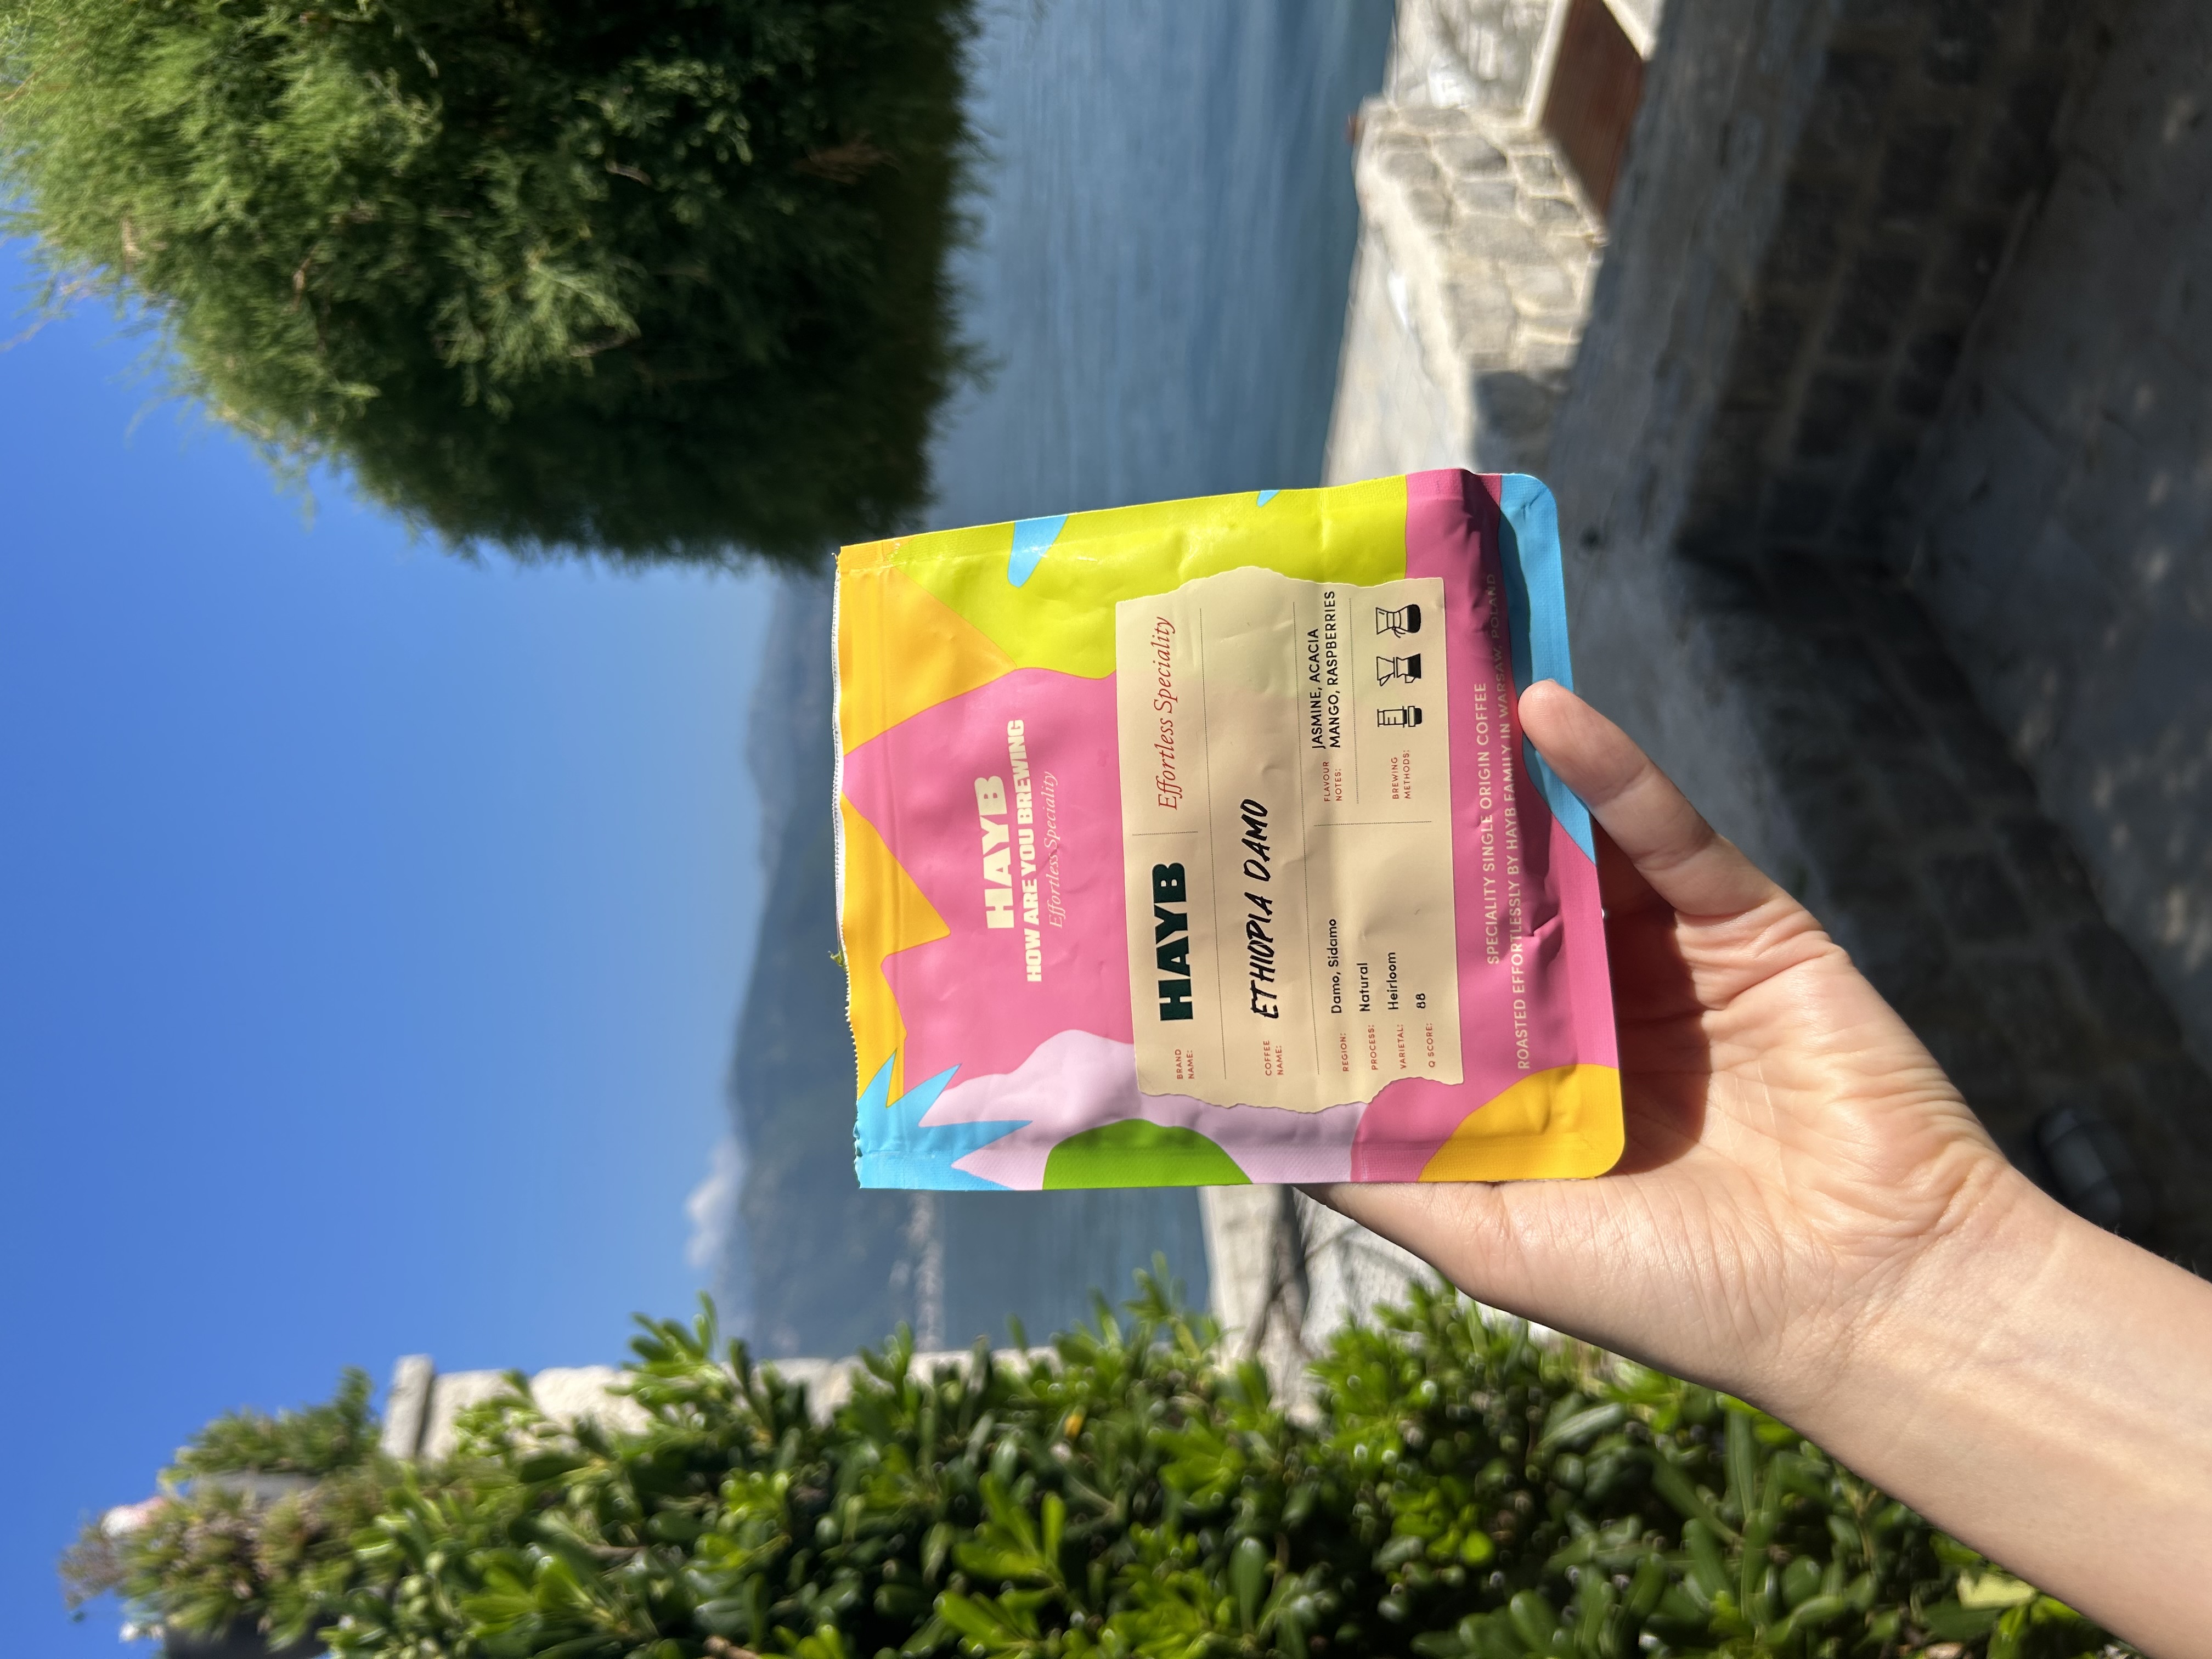 HAYB
HOW ARE YOU BREWING
Effortless Speciality
BRAND NAME: HAYB
Effortless Speciality
COFFEE NAME: ETHIOPIA DAMO
REGION: Damo, Sidamo
PROCESS: Natural
VARIETAL: Heirloom
Q SCORE: 88
FLAVOUR NOTES: JASMINE, ACACIA
MANGO, RASPBERRIES
BREWING METHODS:
SPECIALITY SINGLE ORIGIN COFFEE
ROASTED EFFORTLESSLY BY HAYB FAMILY IN WARSAW, POLAND